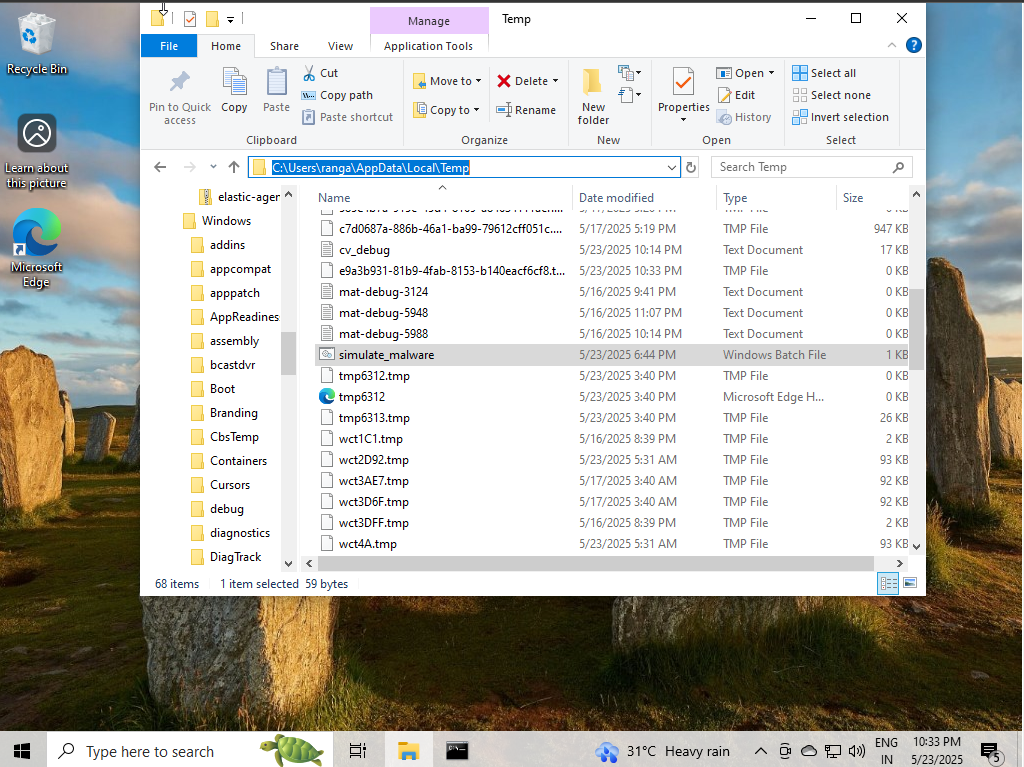 Recycle Bin
Learn about
this picture
Microsoft
Edge
Manage
Temp
File
Home
Share
View
Application Tools
Pin to Quick
access
Copy
Paste
Cut
Copy path
Paste shortcut
Clipboard
Move to
Copy to
Delete
Rename
Organize
New
folder
New
Properties
Open
Edit
History
Open
Select all
Select none
Invert selection
Select
C:\Users\ranga\AppData\Local\Temp
Search Temp
elastic-ager
Windows
addins
appcompat
apppatch
AppReadines
assembly
bcastdvr
Boot
Branding
CbsTemp
Containers
Cursors
debug
diagnostics
DiagTrack
Name Date modified Type Size
c7d0687a-886b-46a1-ba99-79612cff051c.... 5/17/2025 5:19 PM TMP File 947 KB
cv_debug 5/23/2025 10:14 PM Text Document 17 KB
e9a3b931-81b9-4fab-8153-b140eacf6cf8.t... 5/23/2025 10:33 PM TMP File 0 KB
mat-debug-3124 5/16/2025 9:41 PM Text Document 0 KB
mat-debug-5948 5/16/2025 11:07 PM Text Document 0 KB
mat-debug-5988 5/16/2025 10:14 PM Text Document 0 KB
simulate_malware 5/23/2025 6:44 PM Windows Batch File 1 KB
tmp6312.tmp 5/23/2025 3:40 PM TMP File 0 KB
tmp6312 5/23/2025 3:40 PM Microsoft Edge H... 0 KB
tmp6313.tmp 5/23/2025 3:40 PM TMP File 26 KB
wct1C1.tmp 5/16/2025 8:39 PM TMP File 2 KB
wct2D92.tmp 5/23/2025 5:31 AM TMP File 93 KB
wct3AE7.tmp 5/17/2025 3:40 AM TMP File 92 KB
wct3D6F.tmp 5/17/2025 3:40 AM TMP File 92 KB
wct3DFF.tmp 5/16/2025 8:39 PM TMP File 2 KB
wct4A.tmp 5/23/2025 5:31 AM TMP File 93 KB
68 items 1 item selected 59 bytes
Type here to search
31°C Heavy rain
ENG
IN
10:33 PM
5/23/2025
5